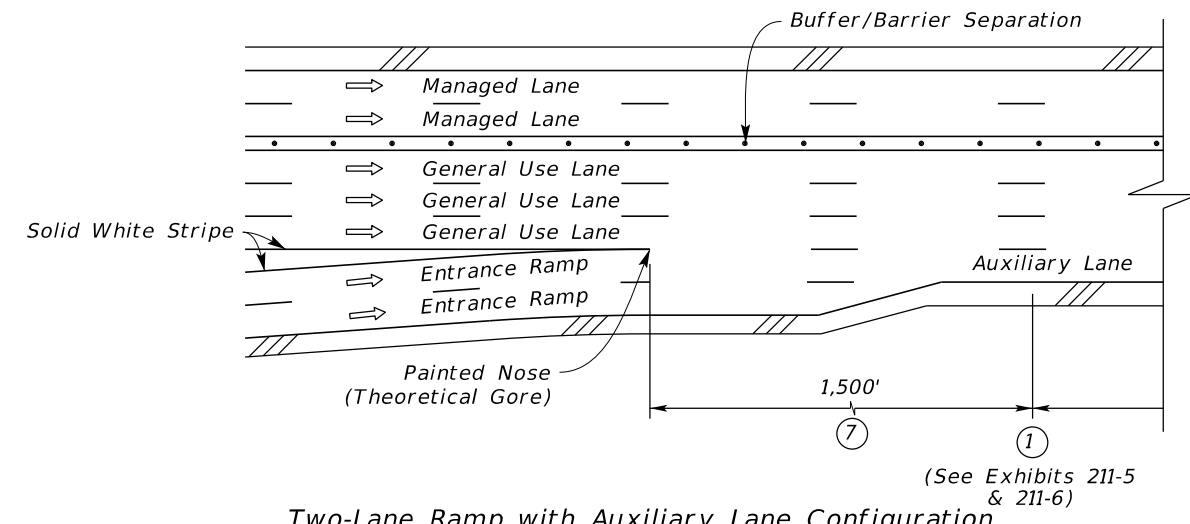 Buffer/Barrier Separation
Managed Lane
Managed Lane
General Use Lane
General Use Lane
General Use Lane
Solid White Stripe
Entrance Ramp
Entrance Ramp
Auxiliary Lane
Painted Nose
(Theoretical Gore)
1,500'
7
1
(See Exhibits 211-5
& 211-6)
Two-Lane Ramp with Auxiliary Lane Configuration